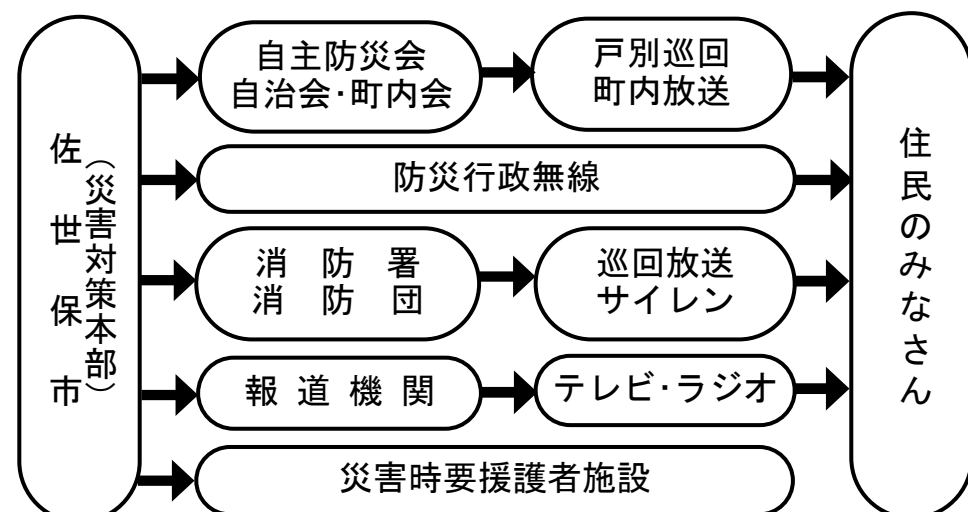 佐世保市
（災害対策本部）
自主防災会
自治会・町内会
戸別巡回
町内放送
防災行政無線
消防署
消防団
巡回放送
サイレン
報道機関
テレビ・ラジオ
災害時要援護者施設
住民のみなさん